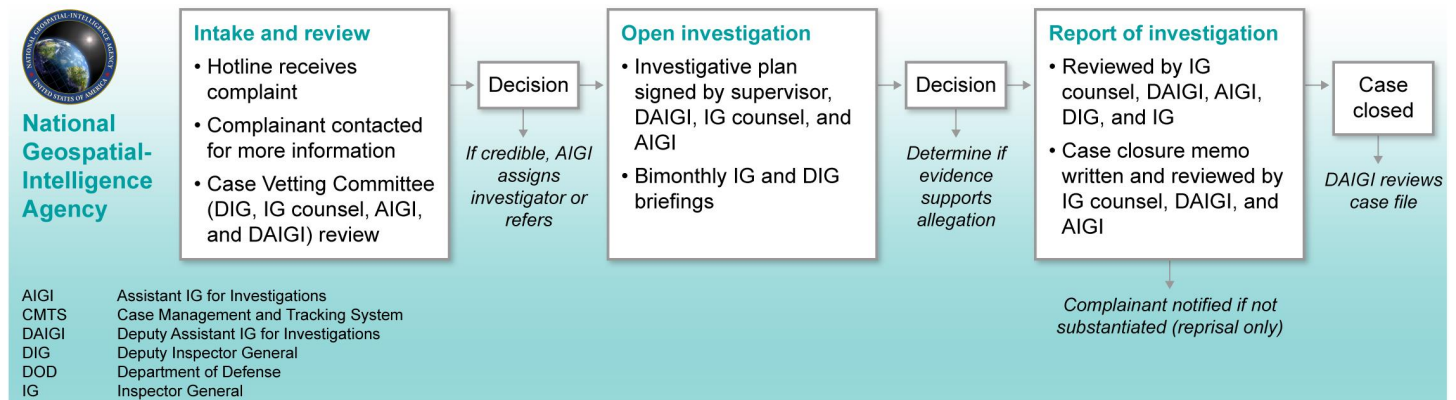 NATIONAL GEOSPATIAL-INTELLIGENCE AGENCY
UNITED STATES OF AMERICA
National
Geospatial-
Intelligence
Agency
Intake and review
• Hotline receives
complaint
• Complainant contacted
for more information
• Case Vetting Committee
(DIG, IG counsel, AIGI,
and DAIGI) review
Decision
If credible, AIGI
assigns
investigator or
refers
Open investigation
• Investigative plan
signed by supervisor,
DAIGI, IG counsel, and
AIGI
• Bimonthly IG and DIG
briefings
Decision
Determine if
evidence
supports
allegation
Report of investigation
• Reviewed by IG
counsel, DAIGI, AIGI,
DIG, and IG
• Case closure memo
written and reviewed by
IG counsel, DAIGI, and
AIGI
Complainant notified if not
substantiated (reprisal only)
Case
closed
DAIGI reviews
case file
AIGI Assistant IG for Investigations
CMTS Case Management and Tracking System
DAIGI Deputy Assistant IG for Investigations
DIG Deputy Inspector General
DOD Department of Defense
IG Inspector General